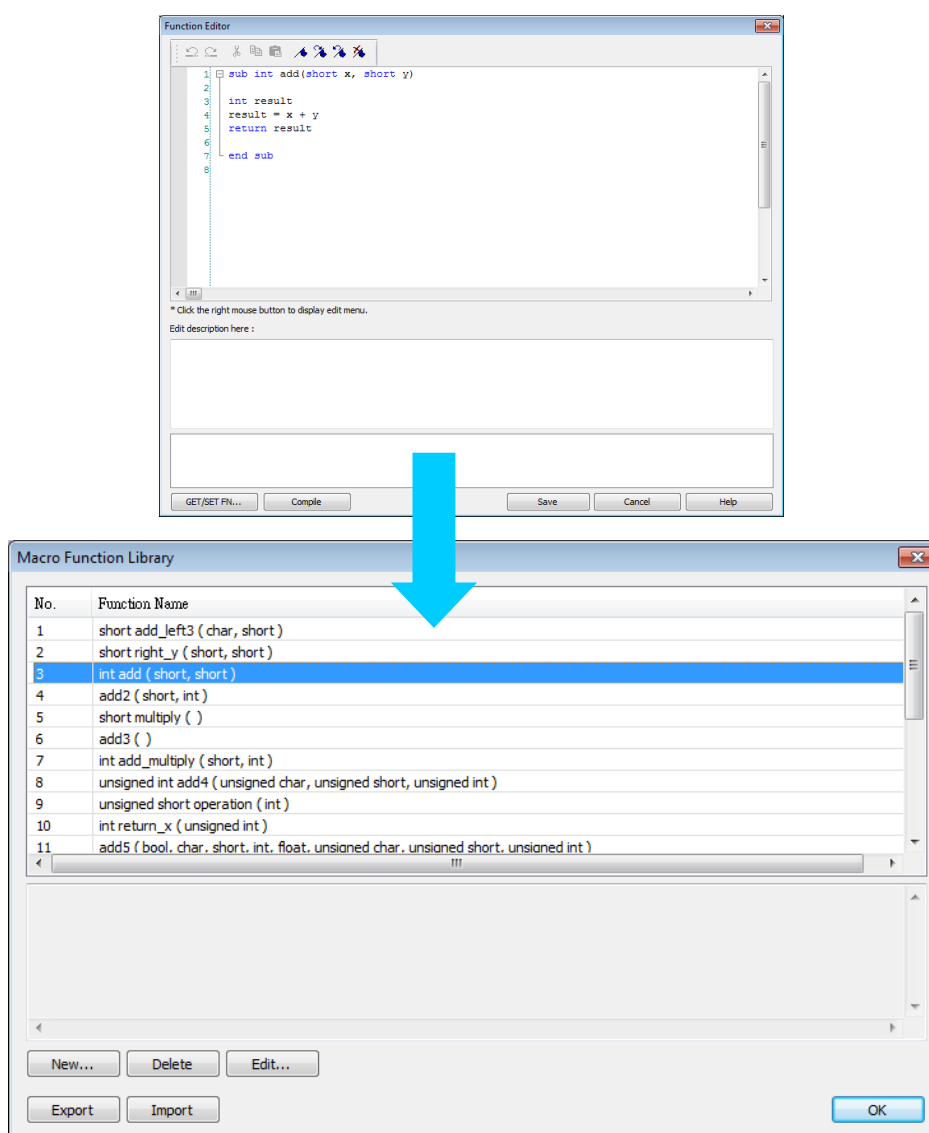 Function Editor
1 sub int add(short x, short y)
2
3 int result
4 result = x + y
5 return result
6
7 end sub
8
* Click the right mouse button to display edit menu.
Edit description here :
GET/SET FN... Compile Save Cancel Help
Macro Function Library
No. Function Name
1 short add_left3 ( char, short )
2 short right_y ( short, short )
3 int add ( short, short )
4 add2 ( short, int )
5 short multiply ( )
6 add3 ( )
7 int add_multiply ( short, int )
8 unsigned int add4 ( unsigned char, unsigned short, unsigned int )
9 unsigned short operation ( int )
10 int return_x ( unsigned int )
11 add5 ( bool, char, short, int, float, unsigned char, unsigned short, unsigned int )
New... Delete Edit...
Export Import OK